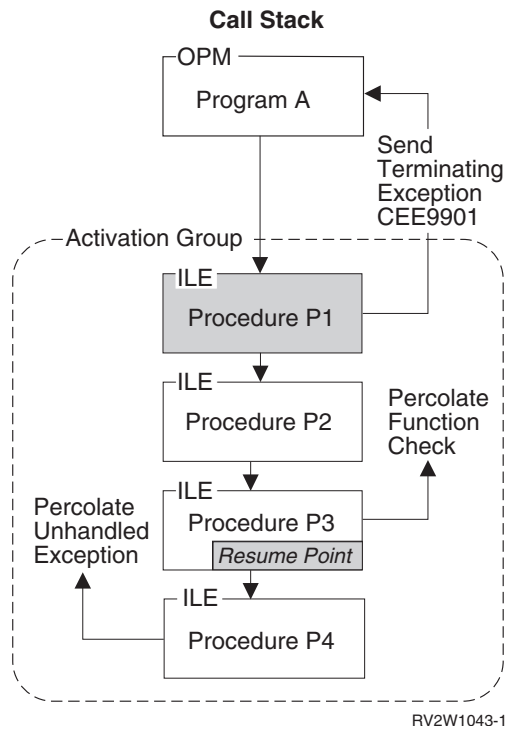 Call Stack
OPM
Program A
Send
Terminating
Exception
CEE9901
Activation Group
ILE
Procedure P1
ILE
Procedure P2
Percolate
Function
Check
ILE
Procedure P3
Resume Point
Percolate
Unhandled
Exception
ILE
Procedure P4
RV2W1043-1